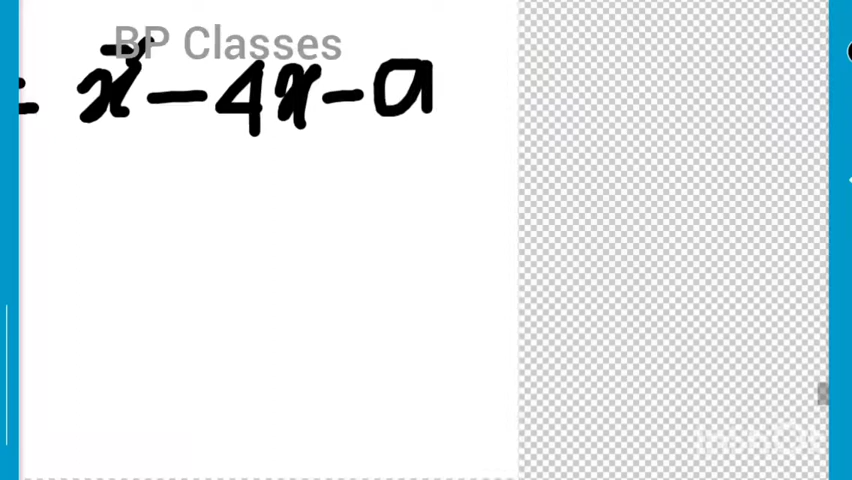 BP Classes
= x² - 4x - a